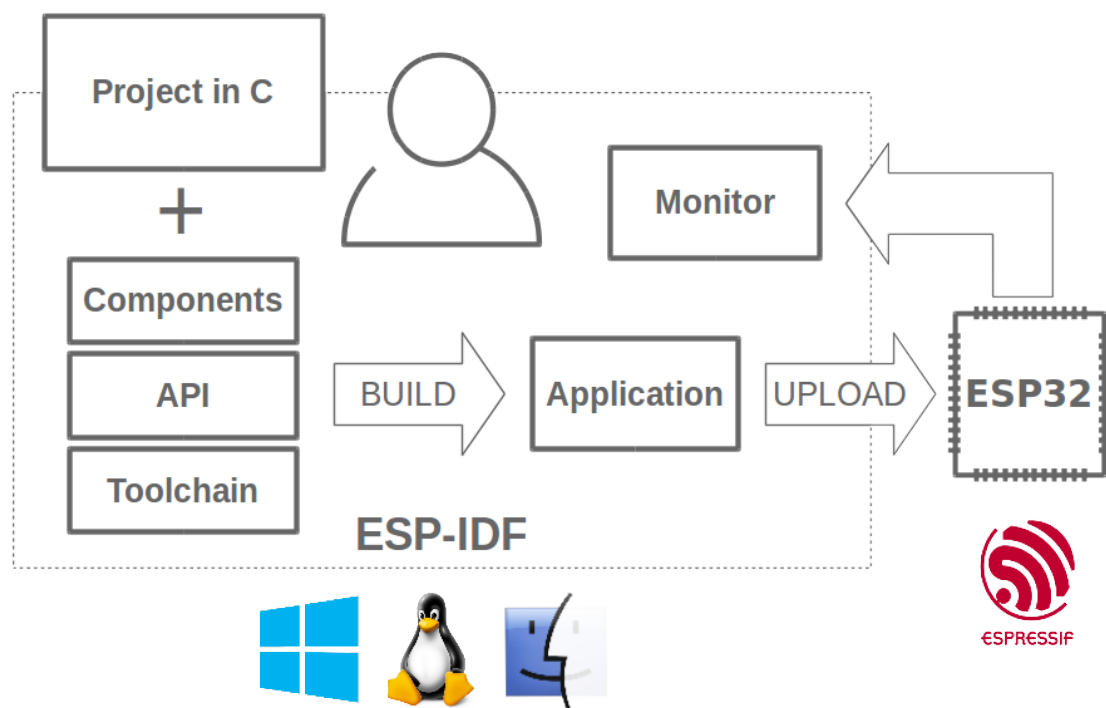 Project in C
+
Monitor
Components
API
Toolchain
BUILD
Application
UPLOAD
ESP32
ESP-IDF
ESPRESSIF